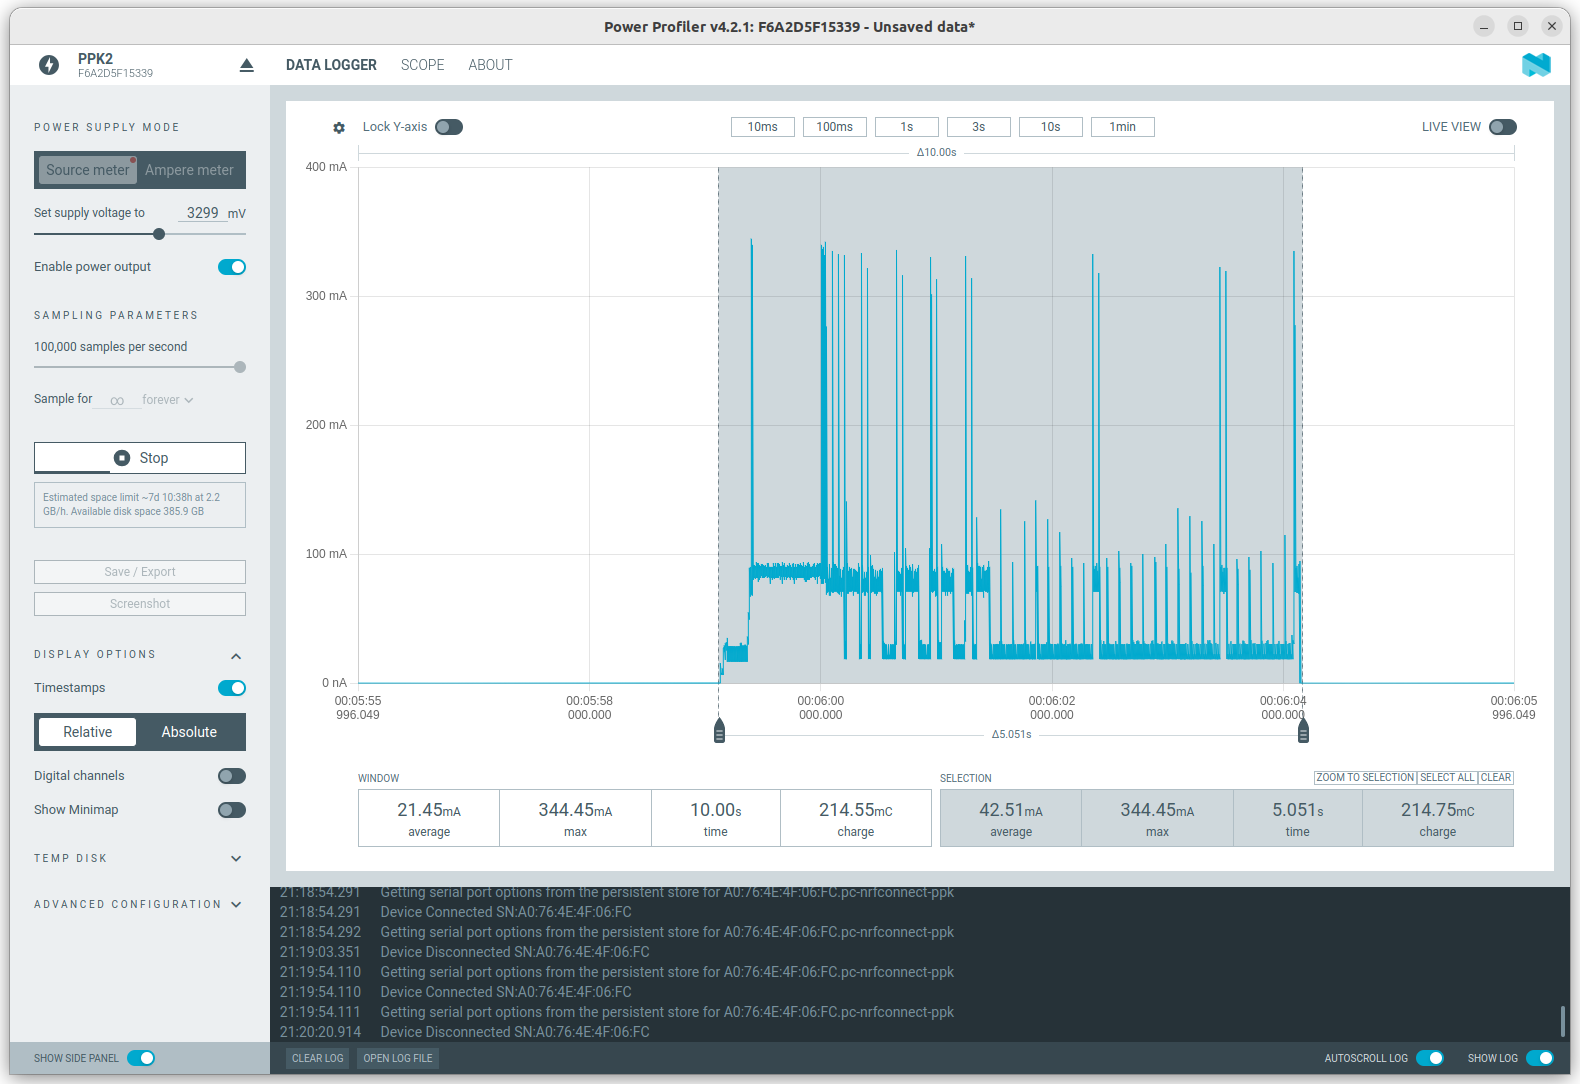 Power Profiler v4.2.1: F6A2D5F15339 - Unsaved data*
PPK2
F6A2D5F15339
DATA LOGGER SCOPE ABOUT
POWER SUPPLY MODE
Source meter Ampere meter
Set supply voltage to 3299 mV
Enable power output
SAMPLING PARAMETERS
100,000 samples per second
Sample for ∞ forever
Stop
Estimated space limit ~7d 10:38h at 2.2
GB/h. Available disk space 385.9 GB
Save / Export
Screenshot
DISPLAY OPTIONS
Timestamps
Relative Absolute
Digital channels
Show Minimap
TEMP DISK
ADVANCED CONFIGURATION
SHOW SIDE PANEL
Lock Y-axis 10ms 100ms 1s 3s 10s 1min LIVE VIEW
Δ10.00s
400 mA
300 mA
200 mA
100 mA
0 nA
00:05:55 00:05:58 00:06:00 00:06:02 00:06:04 00:06:05
996.049 000.000 000.000 000.000 000.000 996.049
Δ5.051s
WINDOW
21.45mA 344.45mA 10.00s 214.55mC
average max time charge
SELECTION ZOOM TO SELECTION SELECT ALL CLEAR
42.51mA 344.45mA 5.051s 214.75mC
average max time charge
21:18:54.291 Getting serial port options from the persistent store for A0:76:4E:4F:06:FC.pc-nrfconnect-ppk
21:18:54.291 Device Connected SN:A0:76:4E:4F:06:FC
21:18:54.292 Getting serial port options from the persistent store for A0:76:4E:4F:06:FC.pc-nrfconnect-ppk
21:19:03.351 Device Disconnected SN:A0:76:4E:4F:06:FC
21:19:54.110 Getting serial port options from the persistent store for A0:76:4E:4F:06:FC.pc-nrfconnect-ppk
21:19:54.110 Device Connected SN:A0:76:4E:4F:06:FC
21:19:54.111 Getting serial port options from the persistent store for A0:76:4E:4F:06:FC.pc-nrfconnect-ppk
21:20:20.914 Device Disconnected SN:A0:76:4E:4F:06:FC
CLEAR LOG OPEN LOG FILE AUTOSCROLL LOG SHOW LOG